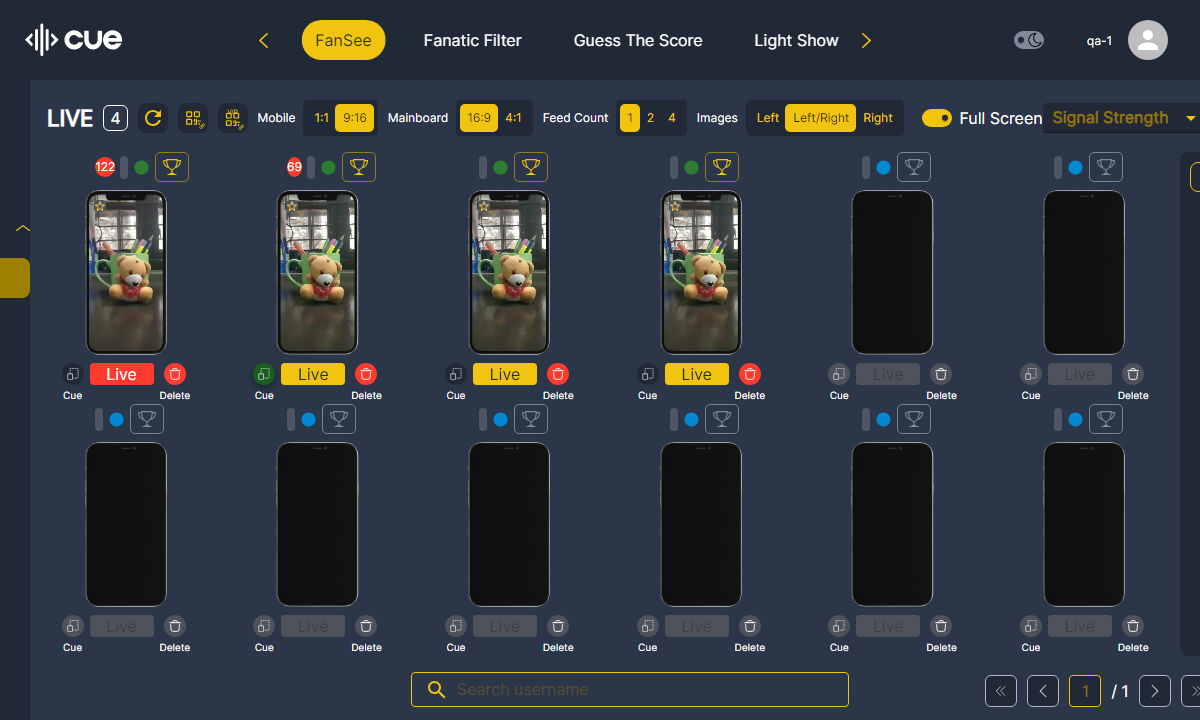 cue
FanSee
Fanatic Filter
Guess The Score
Light Show
qa-1
LIVE 4
Mobile 1:1 9:16
Mainboard 16:9 4:1
Feed Count 1 2 4
Images Left Left/Right Right
Full Screen
Signal Strength
122
69
Live Live Live Live Live Live
Cue Delete Cue Delete Cue Delete Cue Delete Cue Delete Cue Delete
Live Live Live Live Live Live
Cue Delete Cue Delete Cue Delete Cue Delete Cue Delete Cue Delete
Search username
1 / 1